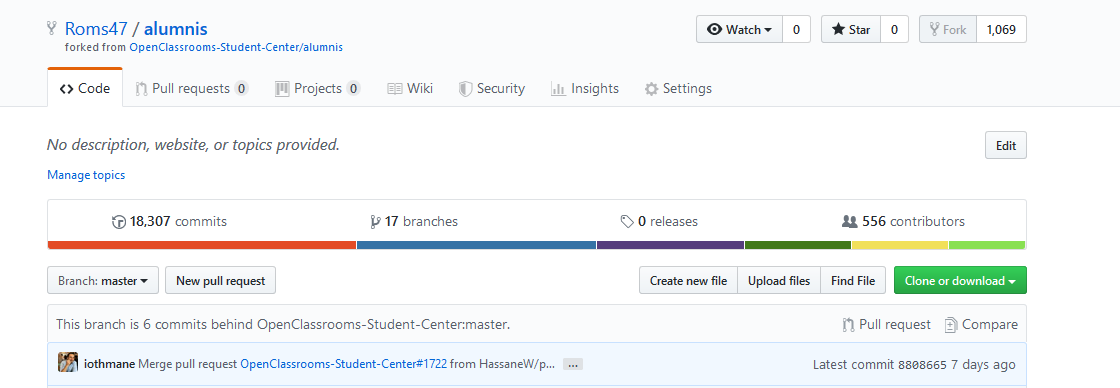 Roms47 / alumnis
forked from OpenClassrooms-Student-Center/alumnis
Watch 0 Star 0 Fork 1,069
Code Pull requests 0 Projects 0 Wiki Security Insights Settings
No description, website, or topics provided. Edit
Manage topics
18,307 commits 17 branches 0 releases 556 contributors
Branch: master New pull request Create new file Upload files Find File Clone or download
This branch is 6 commits behind OpenClassrooms-Student-Center:master. Pull request Compare
iothmane Merge pull request OpenClassrooms-Student-Center#1722 from HassaneW/p... ... Latest commit 8808665 7 days ago